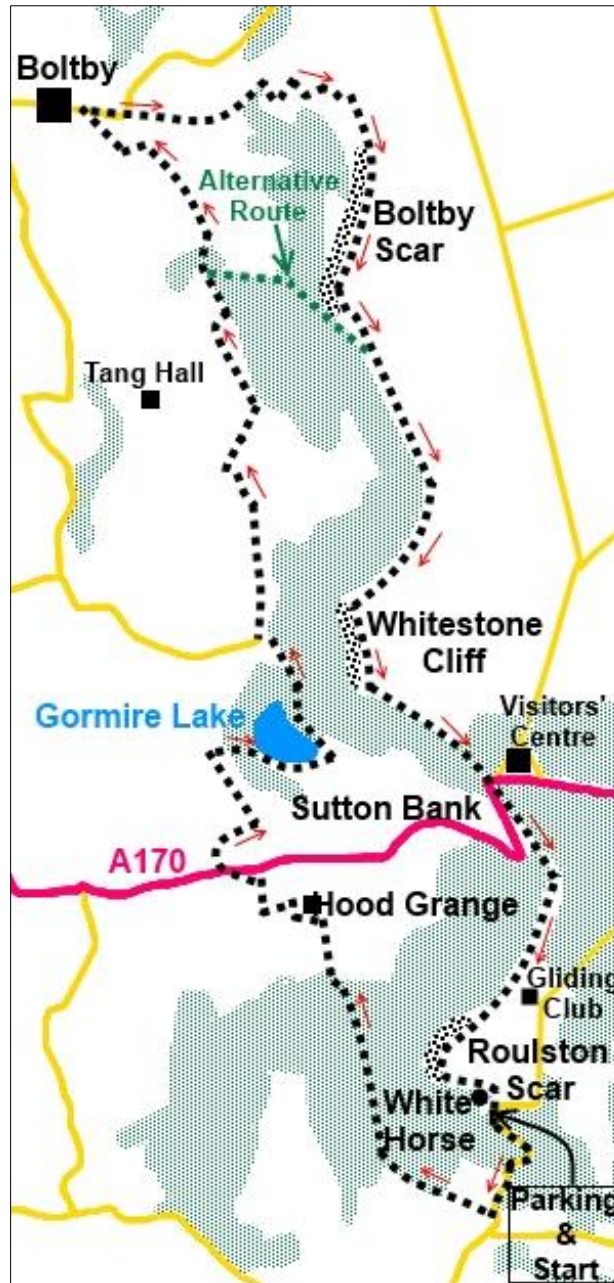 Boltby
Alternative
Route
Boltby
Scar
Tang Hall
Whitestone
Cliff
Gormire Lake
Visitors'
Centre
Sutton Bank
A170
Hood Grange
Gliding
Club
Roulston
Scar
White
Horse
Parking
&
Start